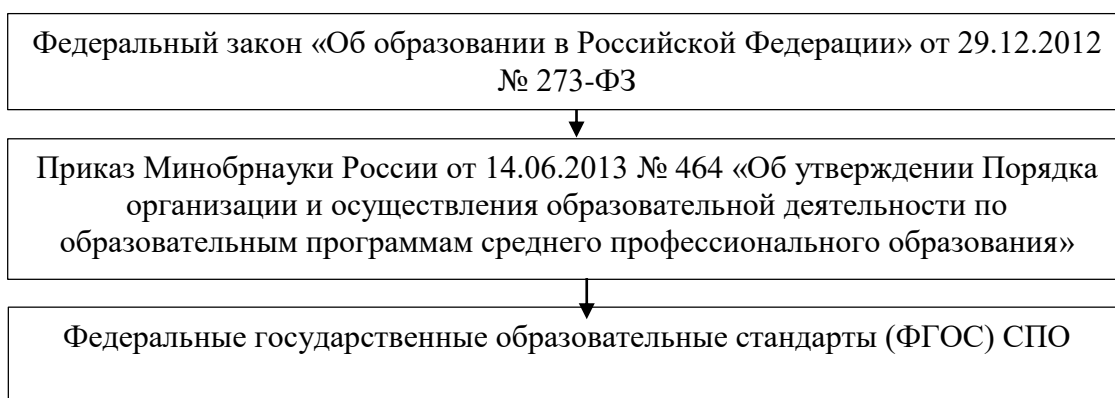 Федеральный закон «Об образовании в Российской Федерации» от 29.12.2012
№ 273-ФЗ
Приказ Минобрнауки России от 14.06.2013 № 464 «Об утверждении Порядка
организации и осуществления образовательной деятельности по
образовательным программам среднего профессионального образования»
Федеральные государственные образовательные стандарты (ФГОС) СПО